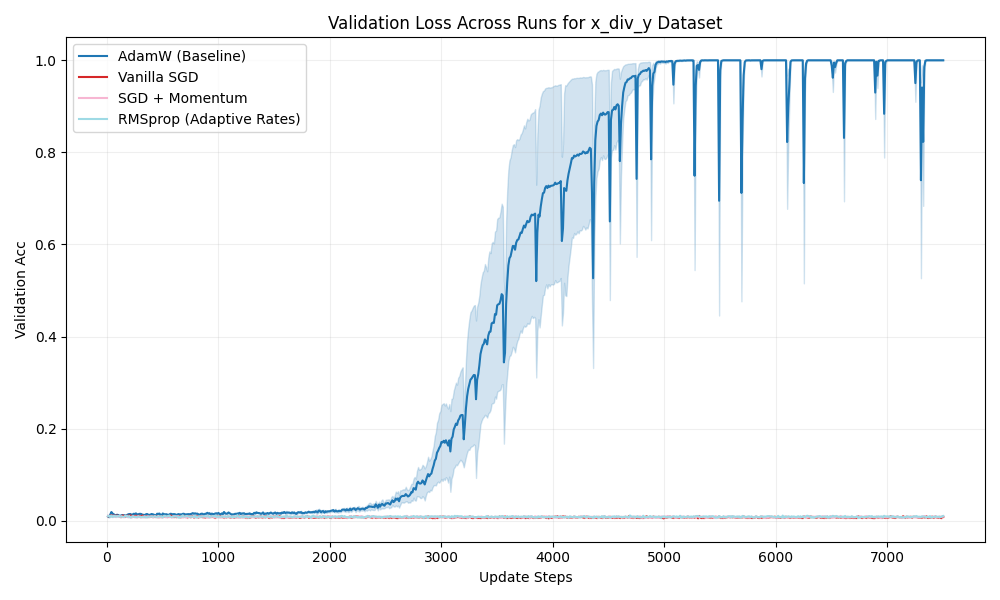 Validation Loss Across Runs for x_div_y Dataset
AdamW (Baseline)
Vanilla SGD
SGD + Momentum
RMSprop (Adaptive Rates)
Validation Acc
1.0
0.8
0.6
0.4
0.2
0.0
0 1000 2000 3000 4000 5000 6000 7000
Update Steps